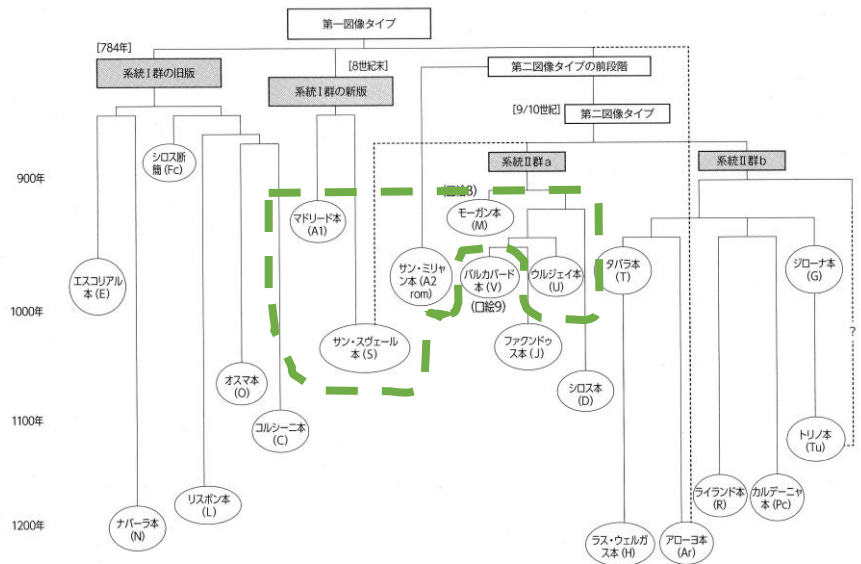 第一図像タイプ
[784年]
系統Ⅰ群の旧版
[8世紀末]
系統Ⅰ群の新版
第二図像タイプの前段階
[9/10世紀]
第二図像タイプ
系統Ⅱ群a
系統Ⅱ群b
シロス断
簡(Fc)
900年
マドリード本
(A1)
モーガン本
(M)
エスコリアル
本(E)
サン・ミリャ
ン本(A2
rom)
バルカバード
本(V)
ウルジェイ本
(U)
タバラ本
(T)
ジローナ本
(G)
(口絵9)
1000年
サン・スヴェール
本(S)
ファクンドゥ
ス本(J)
?
オスマ本
(O)
シロス本
(D)
1100年
コルシーニ本
(C)
トリノ本
(Tu)
リスボン本
(L)
ライランド本
(R)
カルデーニャ
本(Pc)
1200年
ナバーラ本
(N)
ラス・ウェルガ
ス本(H)
アローヨ本
(Ar)